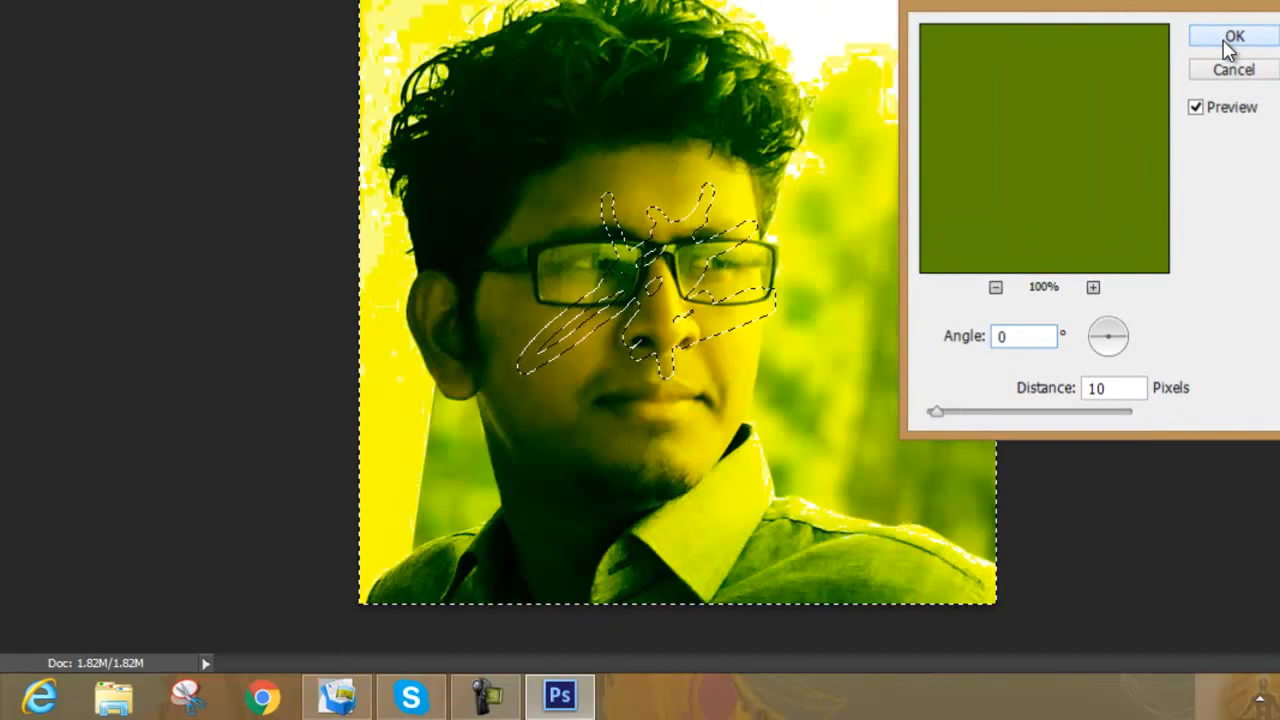 OK
Cancel
Preview
100%
Angle: 0 °
Distance: 10 Pixels
Doc: 1.82M/1.82M
Ps